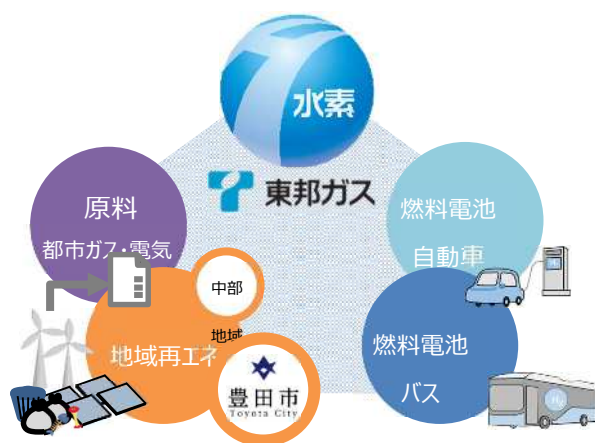 水素
東邦ガス
原料
都市ガス・電気
燃料電池
自動車
中部
地域
地域再エネ
豊田市
Toyota City
燃料電池
バス
H₂